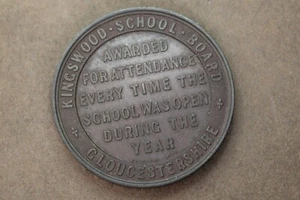 KINGSWOOD · SCHOOL · BOARD
AWARDED
FOR ATTENDANCE
EVERY TIME THE
SCHOOL WAS OPEN
DURING THE
YEAR
GLOUCESTERSHIRE